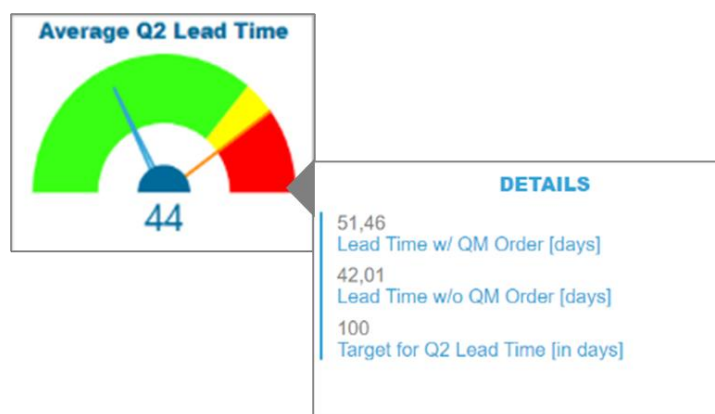 Average Q2 Lead Time
44
DETAILS
51,46
Lead Time w/ QM Order [days]
42,01
Lead Time w/o QM Order [days]
100
Target for Q2 Lead Time [in days]